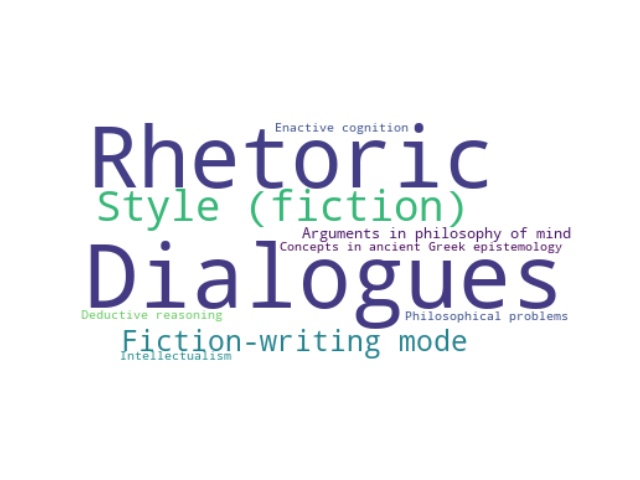 Enactive cognition
Rhetoric
Style (fiction)
Arguments in philosophy of mind
Concepts in ancient Greek epistemology
Dialogues
Deductive reasoning
Philosophical problems
Fiction-writing mode
Intellectualism